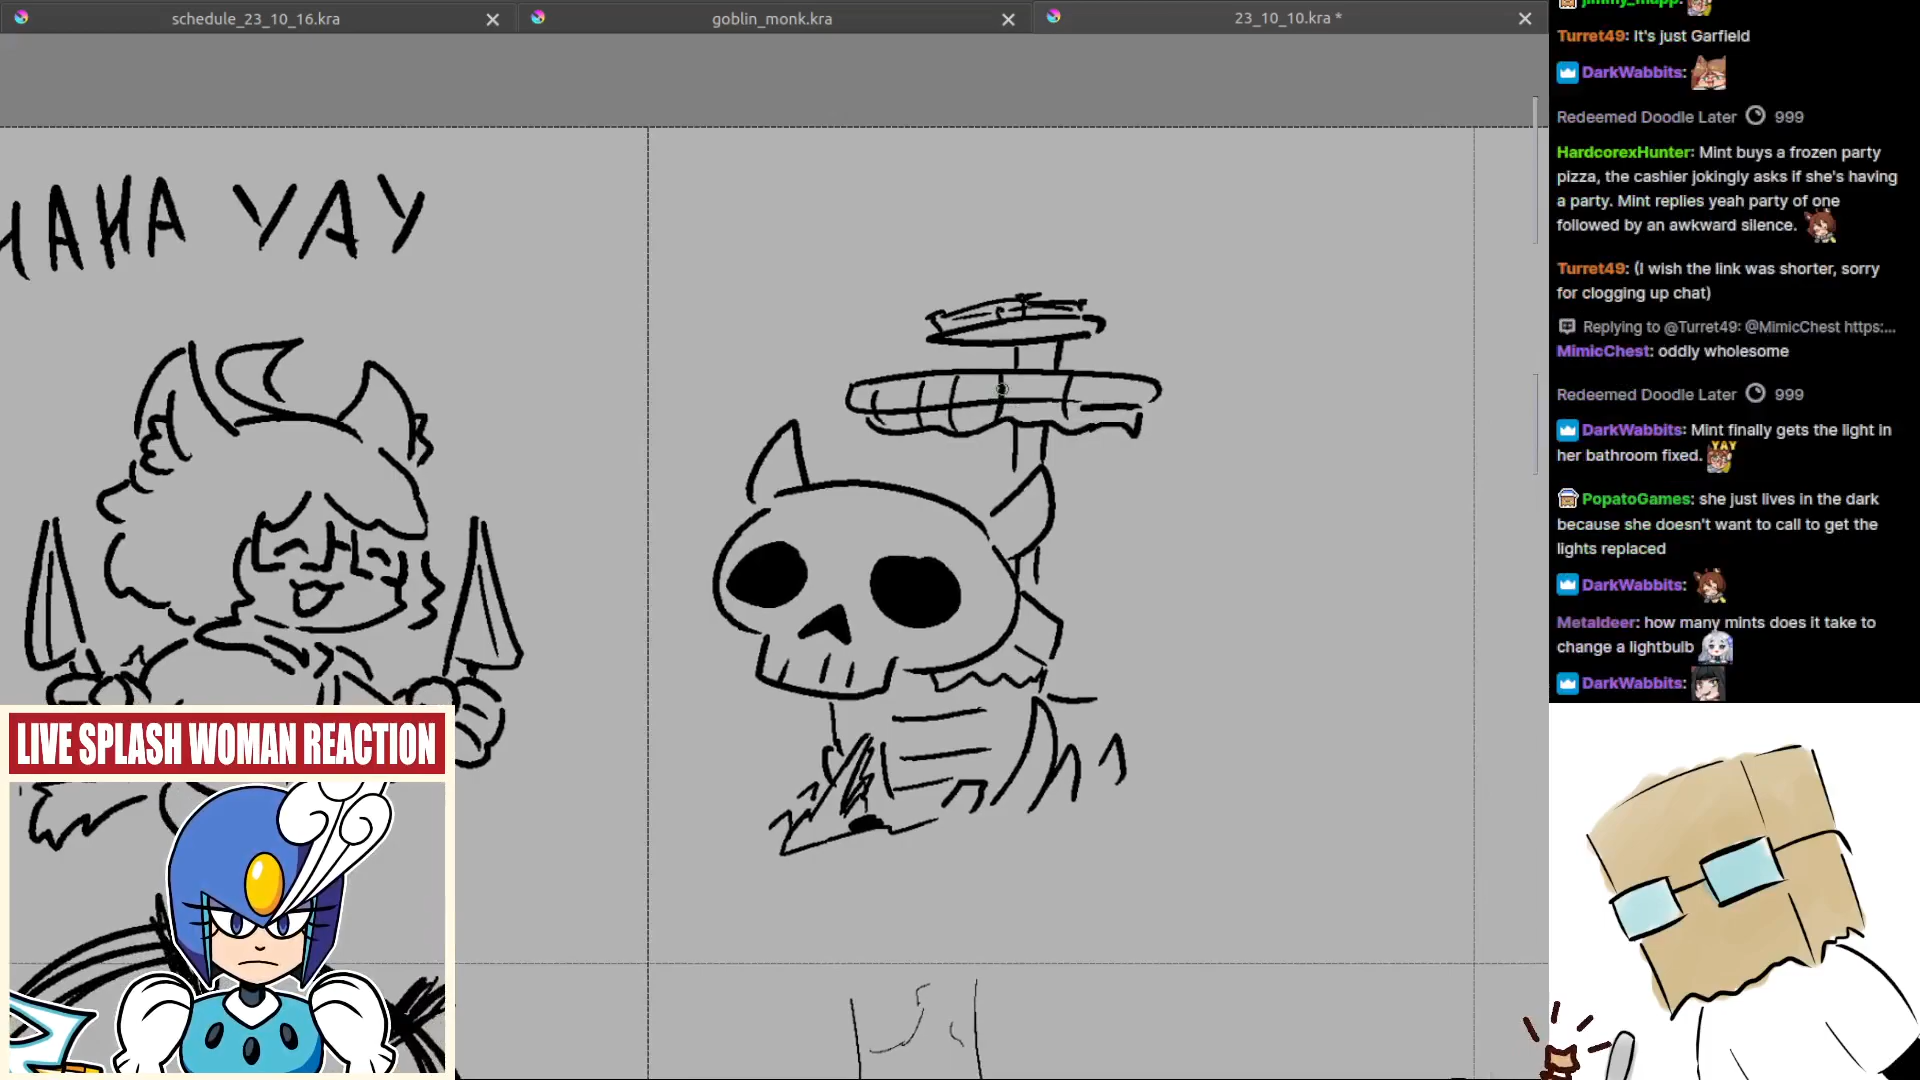 schedule_23_10_16.kra
goblin_monk.kra
23_10_10.kra *
HAHA YAY
LIVE SPLASH WOMAN REACTION
jimmy_mapp:
Turret49: It's just Garfield
DarkWabbits:
Redeemed Doodle Later 999
HardcorexHunter: Mint buys a frozen party
pizza, the cashier jokingly asks if she's having
a party. Mint replies yeah party of one
followed by an awkward silence.
Turret49: (I wish the link was shorter, sorry
for clogging up chat)
Replying to @Turret49: @MimicChest https:...
MimicChest: oddly wholesome
Redeemed Doodle Later 999
DarkWabbits: Mint finally gets the light in
her bathroom fixed. YAY
PopatoGames: she just lives in the dark
because she doesn't want to call to get the
lights replaced
DarkWabbits:
Metaldeer: how many mints does it take to
change a lightbulb
DarkWabbits: